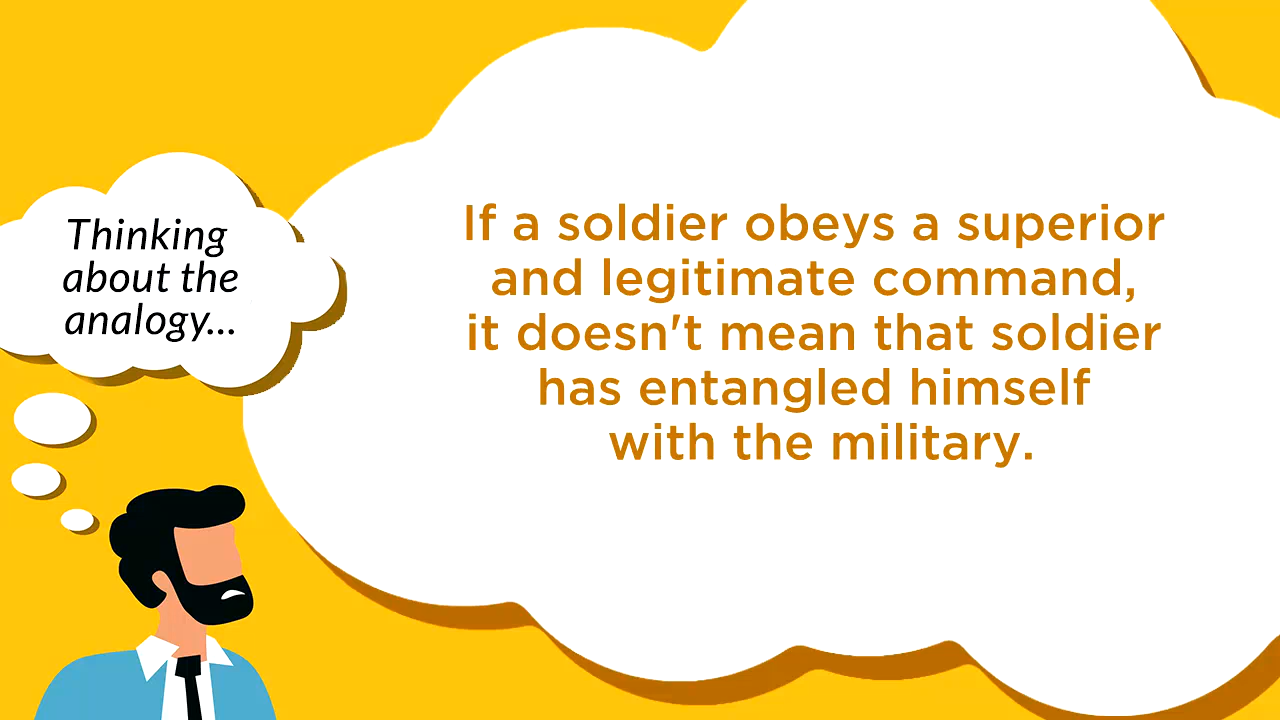 Thinking
about the
analogy...
If a soldier obeys a superior
and legitimate command,
it doesn't mean that soldier
has entangled himself
with the military.